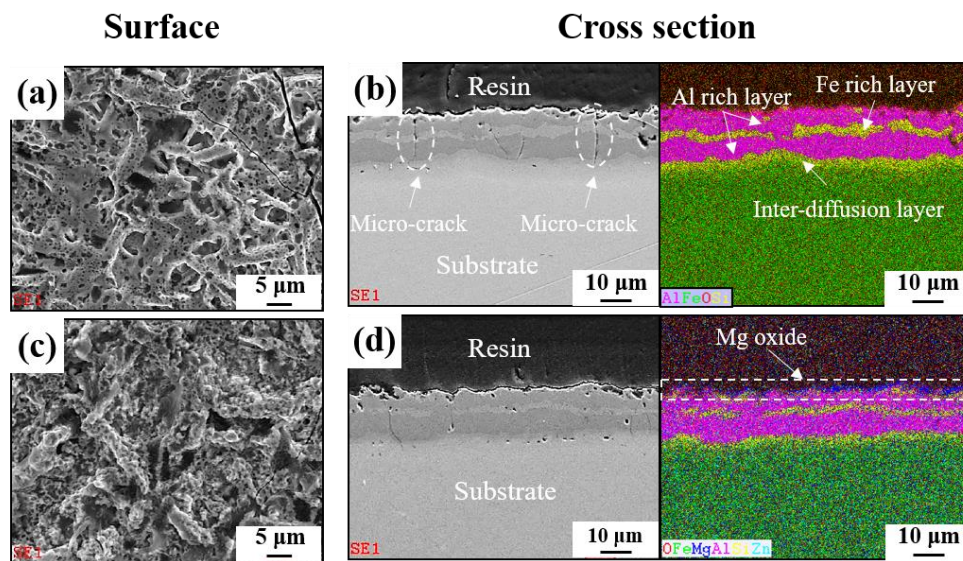 Surface
Cross section
(a)
5 μm
SE1
(b)
Resin
Micro-crack
Micro-crack
Substrate
10 μm
SE1
Al rich layer
Fe rich layer
Inter-diffusion layer
10 μm
AlFeOSi
(c)
5 μm
SE1
(d)
Resin
Substrate
10 μm
SE1
Mg oxide
10 μm
OFeMgAlSiZn